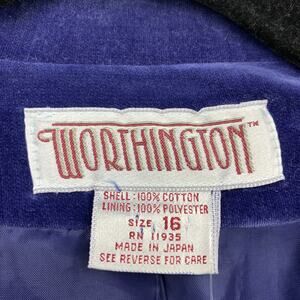 WORTHINGTON™
SHELL: 100% COTTON
LINING: 100% POLYESTER
SIZE 16
RN 11935
MADE IN JAPAN
SEE REVERSE FOR CARE